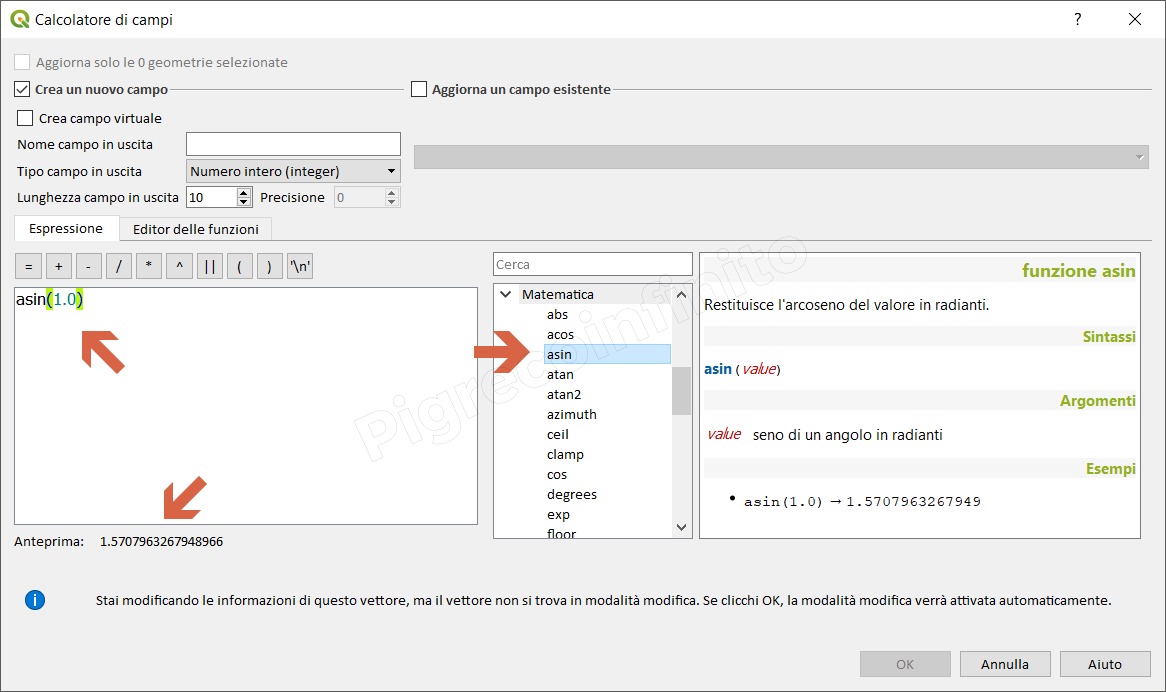 Calcolatore di campi
?
Aggiorna solo le 0 geometrie selezionate
Crea un nuovo campo
Aggiorna un campo esistente
Crea campo virtuale
Nome campo in uscita
Tipo campo in uscita Numero intero (integer)
Lunghezza campo in uscita 10 Precisione 0
Espressione Editor delle funzioni
= + - / * ^ || ( ) '\n'
asin(1.0)
Anteprima: 1.5707963267948966
Cerca
Matematica
abs
acos
asin
atan
atan2
azimuth
ceil
clamp
cos
degrees
exp
floor
funzione asin
Restituisce l'arcoseno del valore in radianti.
Sintassi
asin (value)
Argomenti
value seno di un angolo in radianti
Esempi
• asin(1.0) → 1.5707963267949
Pigrecoinfinito
Stai modificando le informazioni di questo vettore, ma il vettore non si trova in modalità modifica. Se clicchi OK, la modalità modifica verrà attivata automaticamente.
OK Annulla Aiuto